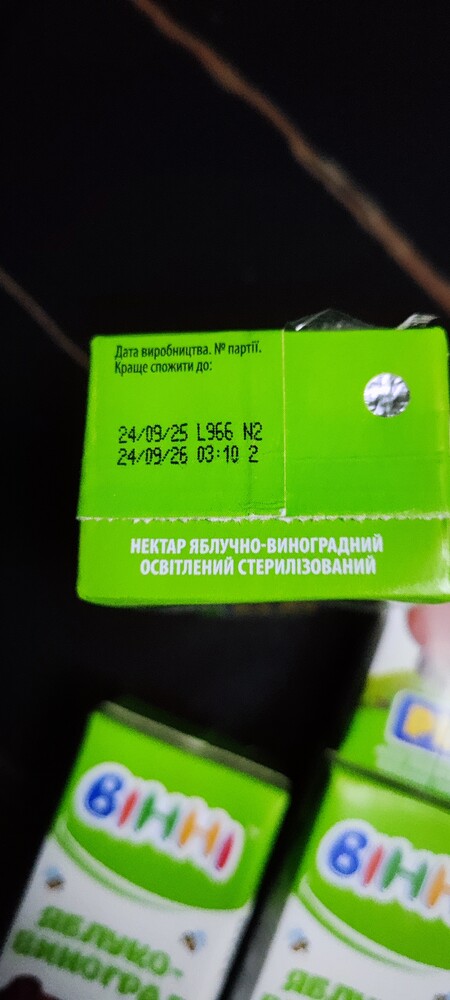 Дата виробництва. № партії.
Краще спожити до:
24/09/25 L966 N2
24/09/26 03:10 2
НЕКТАР ЯБЛУЧНО-ВИНОГРАДНИЙ
ОСВІТЛЕНИЙ СТЕРИЛІЗОВАНИЙ
ВІННІ
ЯБЛУКО-